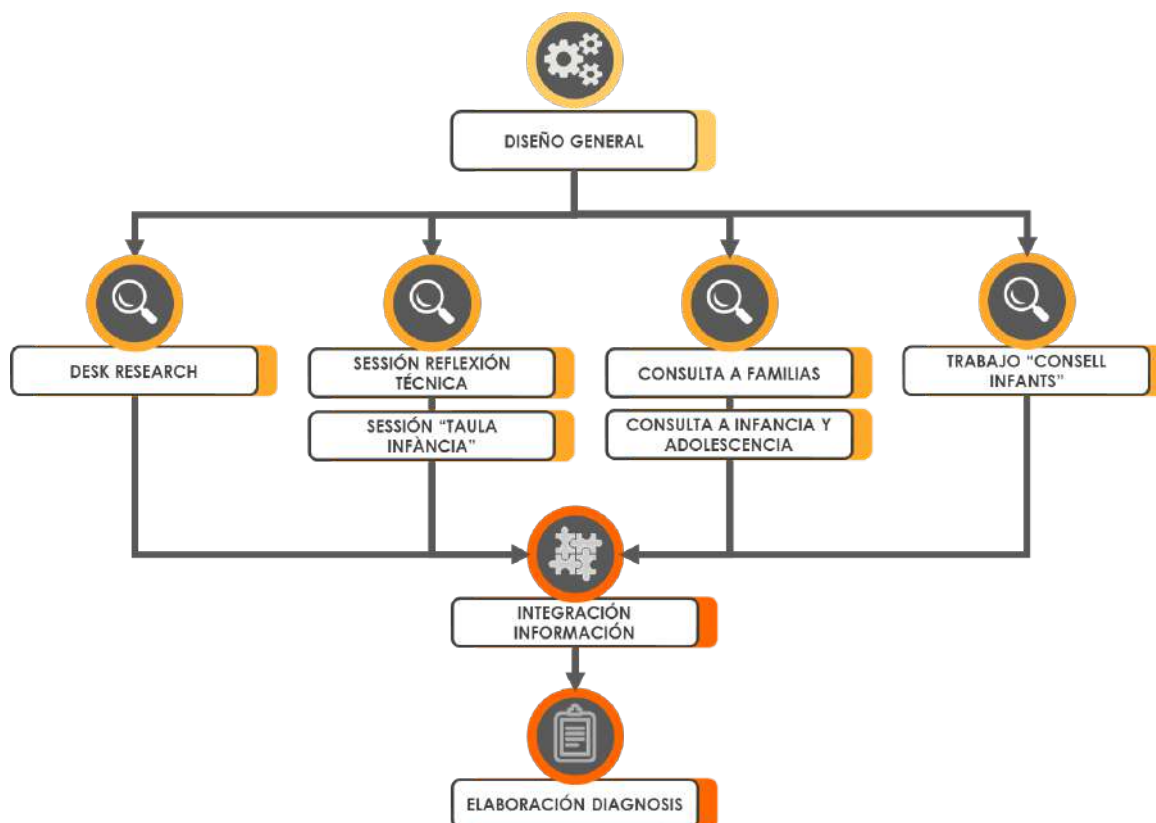 DISEÑO GENERAL
DESK RESEARCH
SESSIÓN REFLEXIÓN
TÉCNICA
SESSIÓN “TAULA
INFÀNCIA”
CONSULTA A FAMILIAS
CONSULTA A INFANCIA Y
ADOLESCENCIA
TRABAJO “CONSELL
INFANTS”
INTEGRACIÓN
INFORMACIÓN
ELABORACIÓN DIAGNOSIS